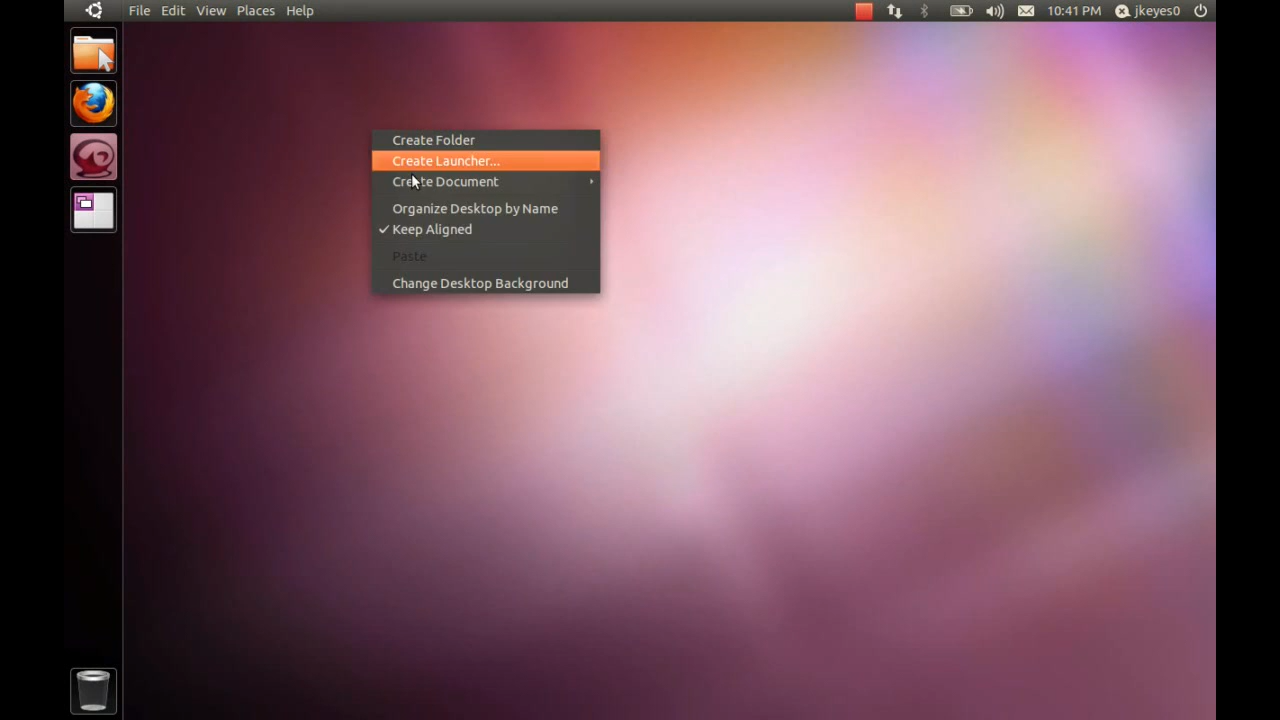 File Edit View Places Help 10:41 PM jkeyes0
Create Folder
Create Launcher...
Create Document
Organize Desktop by Name
Keep Aligned
Paste
Change Desktop Background